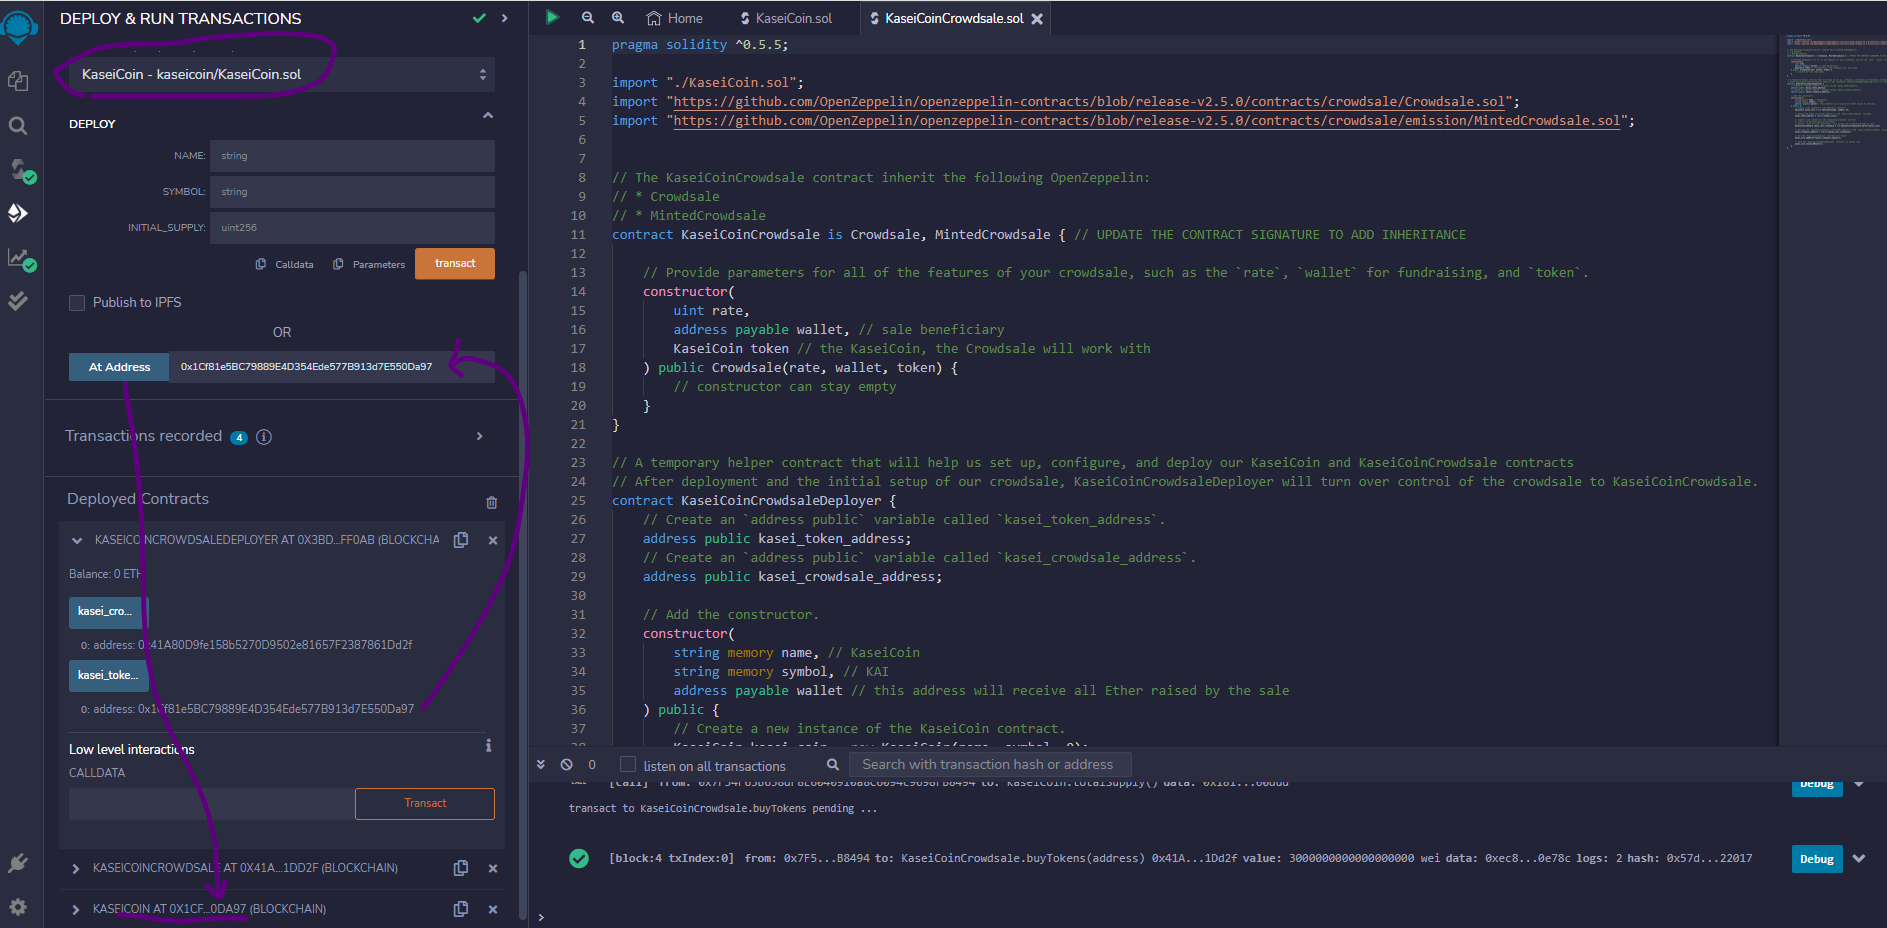 DEPLOY & RUN TRANSACTIONS
KaseiCoin - kaseicoin/KaseiCoin.sol
DEPLOY
NAME: string
SYMBOL: string
INITIAL_SUPPLY: uint256
Calldata Parameters transact
Publish to IPFS
OR
At Address 0x1Cf81e5BC79889E4D354Ede577B913d7E550Da97
Transactions recorded 4 i
Deployed Contracts
KASEICOINCROWDSALEDEPLOYER AT 0X3BD...FF0AB (BLOCKCHA
Balance: 0 ETH
kasei_cro...
0: address: 0x41A80D9fe158b5270D9502e81657F2387861Dd2f
kasei_toke...
0: address: 0x1Cf81e5BC79889E4D354Ede577B913d7E550Da97
Low level interactions i
CALLDATA
Transact
KASEICOINCROWDSALE AT 0X41A...1DD2F (BLOCKCHAIN)
KASEICOIN AT 0X1CF...0DA97 (BLOCKCHAIN)
Home KaseiCoin.sol KaseiCoinCrowdsale.sol
1 pragma solidity ^0.5.5;
2
3 import "./KaseiCoin.sol";
4 import "https://github.com/OpenZeppelin/openzeppelin-contracts/blob/release-v2.5.0/contracts/crowdsale/Crowdsale.sol";
5 import "https://github.com/OpenZeppelin/openzeppelin-contracts/blob/release-v2.5.0/contracts/crowdsale/emission/MintedCrowdsale.sol";
6
7
8 // The KaseiCoinCrowdsale contract inherit the following OpenZeppelin:
9 // * Crowdsale
10 // * MintedCrowdsale
11 contract KaseiCoinCrowdsale is Crowdsale, MintedCrowdsale { // UPDATE THE CONTRACT SIGNATURE TO ADD INHERITANCE
12
13 // Provide parameters for all of the features of your crowdsale, such as the `rate`, `wallet` for fundraising, and `token`.
14 constructor(
15 uint rate,
16 address payable wallet, // sale beneficiary
17 KaseiCoin token // the KaseiCoin, the Crowdsale will work with
18 ) public Crowdsale(rate, wallet, token) {
19 // constructor can stay empty
20 }
21 }
22
23 // A temporary helper contract that will help us set up, configure, and deploy our KaseiCoin and KaseiCoinCrowdsale contracts
24 // After deployment and the initial setup of our crowdsale, KaseiCoinCrowdsaleDeployer will turn over control of the crowdsale to KaseiCoinCrowdsale.
25 contract KaseiCoinCrowdsaleDeployer {
26 // Create an `address public` variable called `kasei_token_address`.
27 address public kasei_token_address;
28 // Create an `address public` variable called `kasei_crowdsale_address`.
29 address public kasei_crowdsale_address;
30
31 // Add the constructor.
32 constructor(
33 string memory name, // KaseiCoin
34 string memory symbol, // KAI
35 address payable wallet // this address will receive all Ether raised by the sale
36 ) public {
37 // Create a new instance of the KaseiCoin contract.
0 listen on all transactions Search with transaction hash or address
Debug
transact to KaseiCoinCrowdsale.buyTokens pending ...
[block:4 txIndex:0] from: 0x7F5...B8494 to: KaseiCoinCrowdsale.buyTokens(address) 0x41A...1Dd2f value: 3000000000000000000 wei data: 0xec8...0e78c logs: 2 hash: 0x57d...22017 Debug
>